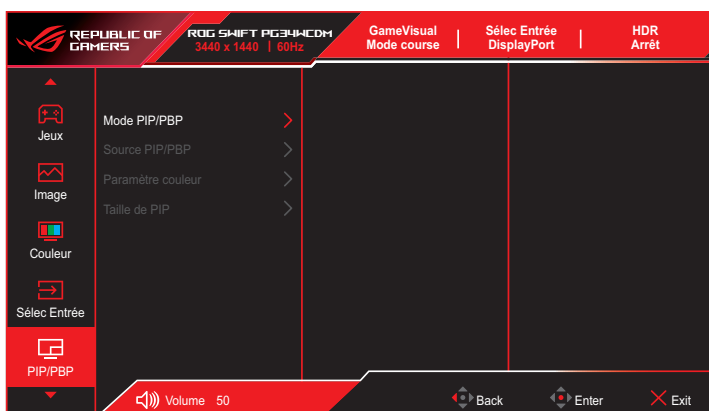 REPUBLIC OF
GAMERS
ROG SWIFT PG34WCDM
3440 x 1440 | 60Hz
GameVisual
Mode course
Sélec Entrée
DisplayPort
HDR
Arrêt
Jeux
Image
Couleur
Sélec Entrée
PIP/PBP
Mode PIP/PBP
Source PIP/PBP
Paramètre couleur
Taille de PIP
Volume 50
Back
Enter
Exit